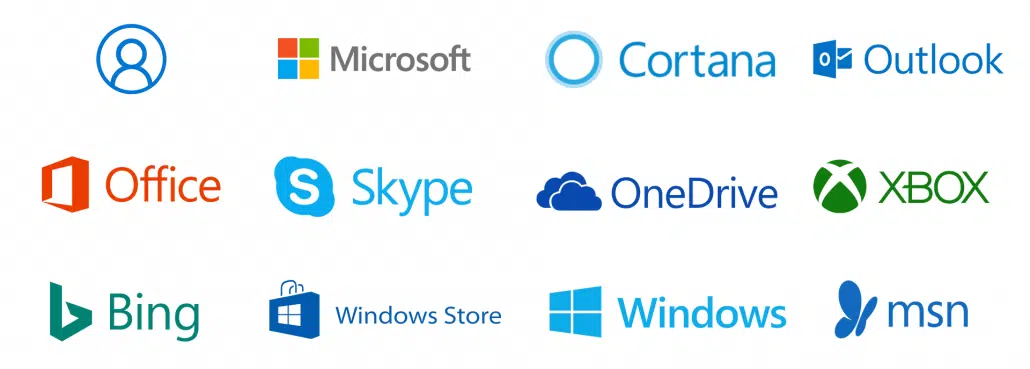 Microsoft
Cortana
Outlook
Office
Skype
OneDrive
XBOX
Bing
Windows Store
Windows
msn